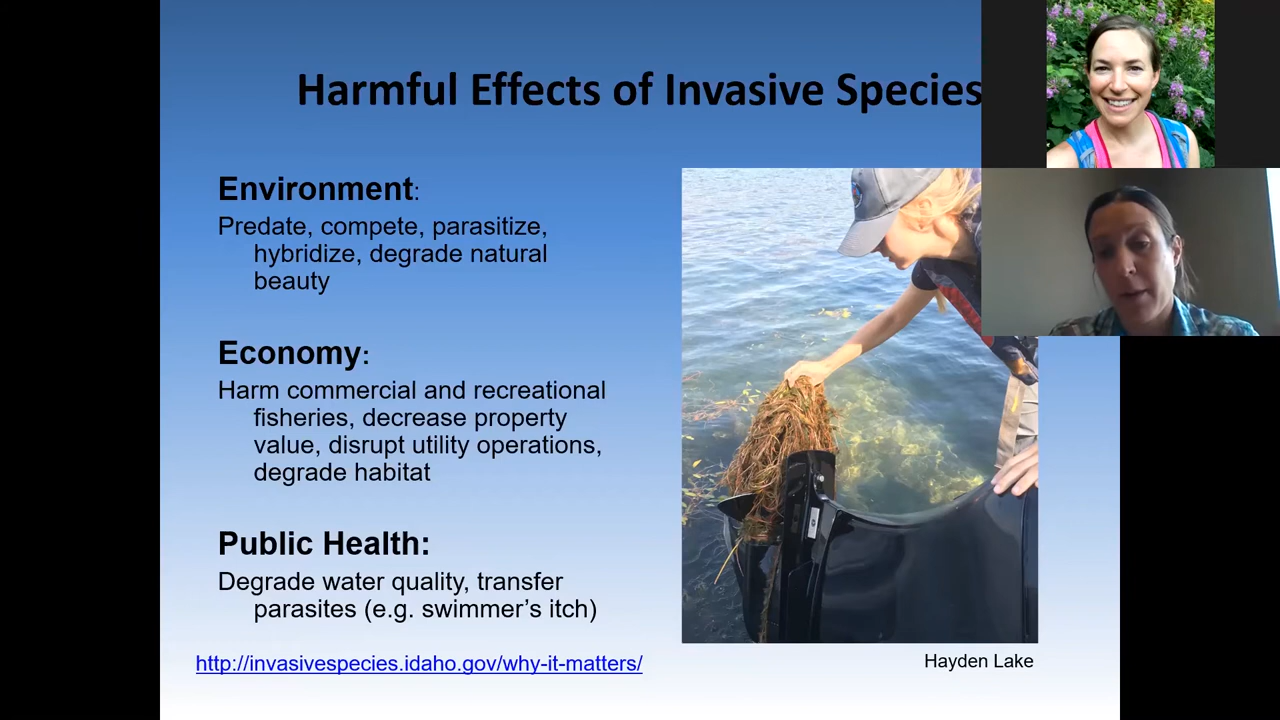 Harmful Effects of Invasive Species
Environment:
Predate, compete, parasitize,
hybridize, degrade natural
beauty
Economy:
Harm commercial and recreational
fisheries, decrease property
value, disrupt utility operations,
degrade habitat
Public Health:
Degrade water quality, transfer
parasites (e.g. swimmer’s itch)
http://invasivespecies.idaho.gov/why-it-matters/
Hayden Lake